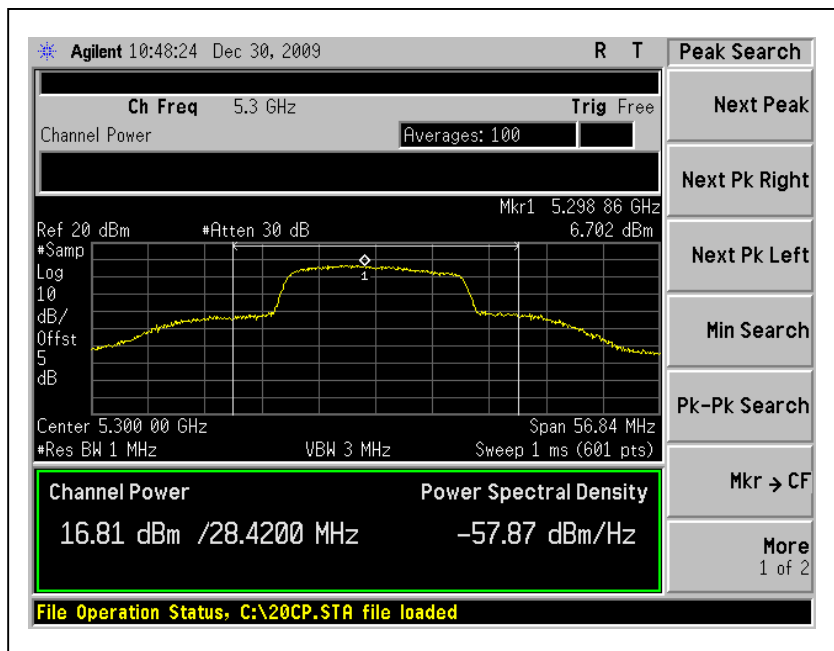 Agilent 10:48:24 Dec 30, 2009 R T
Peak Search
Ch Freq 5.3 GHz Trig Free
Channel Power Averages: 100
Mkr1 5.298 86 GHz
Ref 20 dBm #Atten 30 dB 6.702 dBm
#Samp
Log
10
dB/
Offst
5
dB
1
Center 5.300 00 GHz Span 56.84 MHz
#Res BW 1 MHz VBW 3 MHz Sweep 1 ms (601 pts)
Channel Power Power Spectral Density
16.81 dBm /28.4200 MHz -57.87 dBm/Hz
File Operation Status, C:\20CP.STA file loaded
Next Peak
Next Pk Right
Next Pk Left
Min Search
Pk-Pk Search
Mkr → CF
More
1 of 2